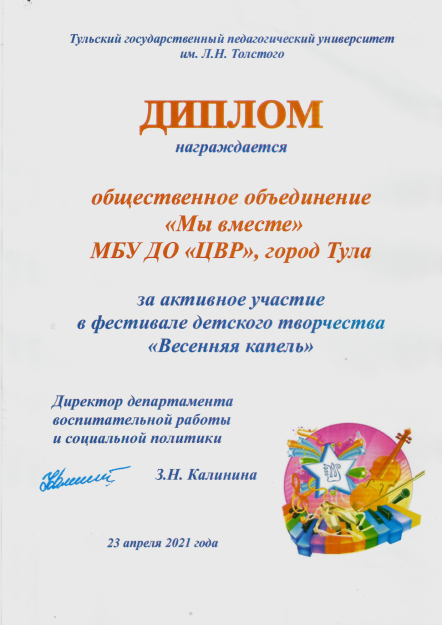 Тульский государственный педагогический университет
им. Л.Н. Толстого
ДИПЛОМ
награждается
общественное объединение
«Мы вместе»
МБУ ДО «ЦВР», город Тула
за активное участие
в фестивале детского творчества
«Весенняя капель»
Директор департамента
воспитательной работы
и социальной политики
З.Н. Калинина
23 апреля 2021 года